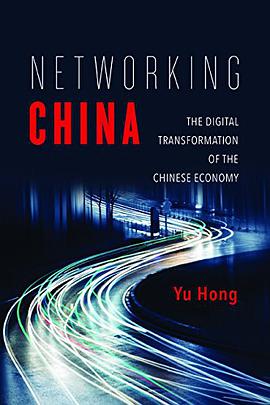 NETWORKING
CHINA
THE DIGITAL
TRANSFORMATION
OF THE
CHINESE ECONOMY
Yu Hong